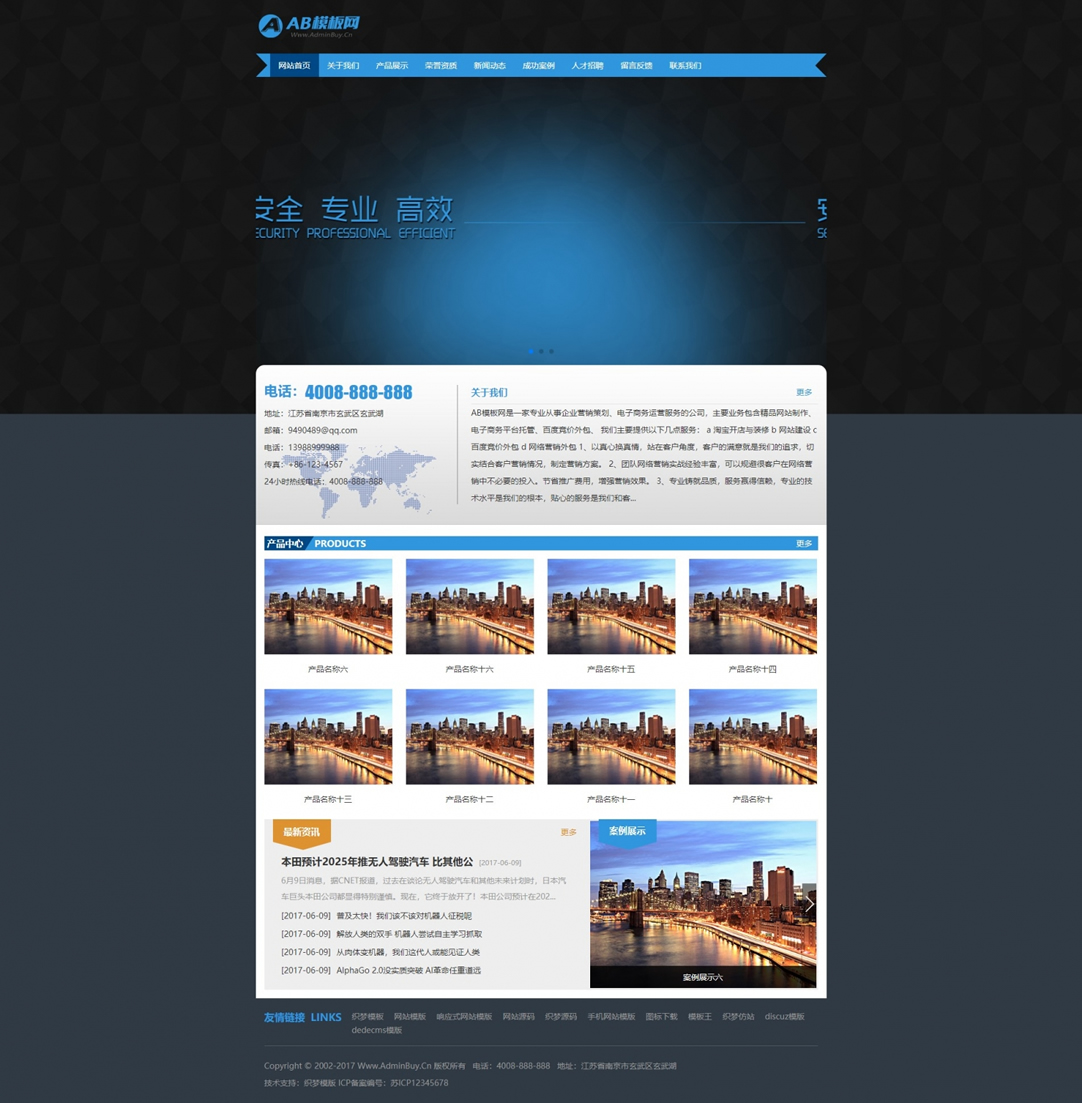 AB模板网
Www.AdminBuy.Cn
网站首页 关于我们 产品展示 荣誉资质 新闻动态 成功案例 人才招聘 留言反馈 联系我们
安全 专业 高效
ECURITY PROFESSIONAL EFFICIENT
电话：4008-888-888
地址：江苏省南京市玄武区玄武湖
邮箱：9490489@qq.com
电话：13988999988
传真：+86-123-4567
24小时热线电话：4008-888-888
关于我们 更多
AB模板网是一家专业从事企业营销策划、电子商务运营服务的公司，主要业务包含精品网站制作、
电子商务平台托管、百度竞价外包、 我们主要提供以下几点服务： a 淘宝开店与装修 b 网站建设 c
百度竞价外包 d 网络营销外包 1、以真心换真情，站在客户角度，客户的满意就是我们的追求，切
实结合客户营销情况，制定营销方案。 2、团队网络营销实战经验丰富，可以规避很客户在网络营
销中不必要的投入。节省推广费用，增强营销效果。 3、专业铸就品质，服务赢得信赖，专业的技
术水平是我们的根本，贴心的服务是我们和客...
产品中心 PRODUCTS 更多
产品名称六 产品名称十六 产品名称十五 产品名称十四
产品名称十三 产品名称十二 产品名称十一 产品名称十
最新资讯 更多
本田预计2025年推无人驾驶汽车 比其他公 [2017-06-09]
6月9日消息，据CNET报道，过去在谈论无人驾驶汽车和其他未来计划时，日本汽
车巨头本田公司都显得特别谨慎。现在，它终于放开了！本田公司预计在202...
[2017-06-09] 普及太快！我们该不该对机器人征税呢
[2017-06-09] 解放人类的双手 机器人尝试自主学习抓取
[2017-06-09] 从肉体变机器，我们这代人或能见证人类
[2017-06-09] AlphaGo 2.0没实质突破 AI革命任重道远
案例展示
案例展示六
友情链接 LINKS 织梦模板 网站模版 响应式网站模版 网站源码 织梦源码 手机网站模版 图标下载 模板王 织梦仿站 discuz模版
dedecms模版
Copyright © 2002-2017 Www.AdminBuy.Cn 版权所有 电话：4008-888-888 地址：江苏省南京市玄武区玄武湖
技术支持：织梦模版 ICP备案编号：苏ICP12345678